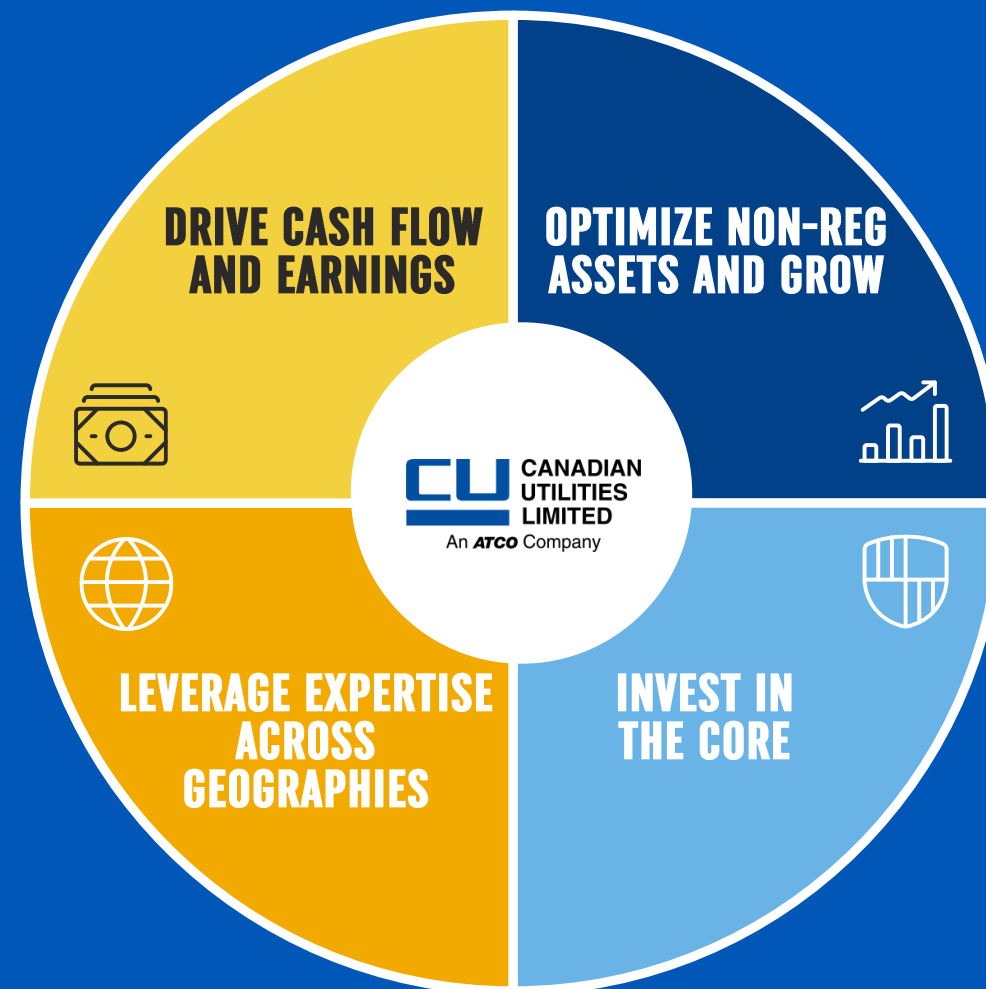 DRIVE CASH FLOW
AND EARNINGS
OPTIMIZE NON-REG
ASSETS AND GROW
CU
CANADIAN
UTILITIES
LIMITED
An ATCO Company
LEVERAGE EXPERTISE
ACROSS
GEOGRAPHIES
INVEST IN
THE CORE